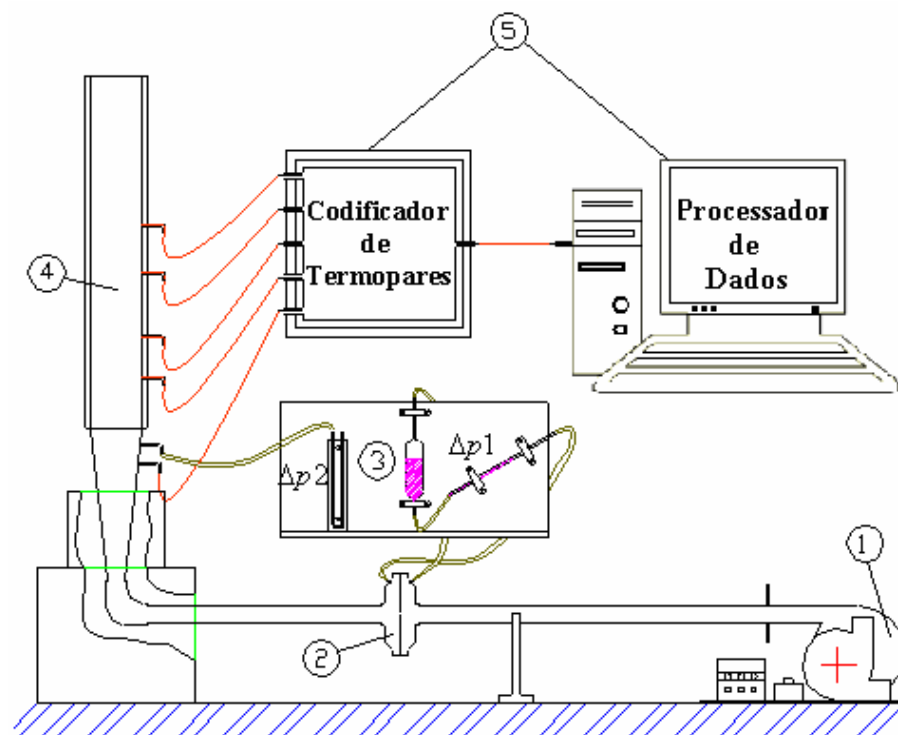 5
Codificador
de
Termopares
Processador
de
Dados
4
Δp2
3
Δp1
1
2